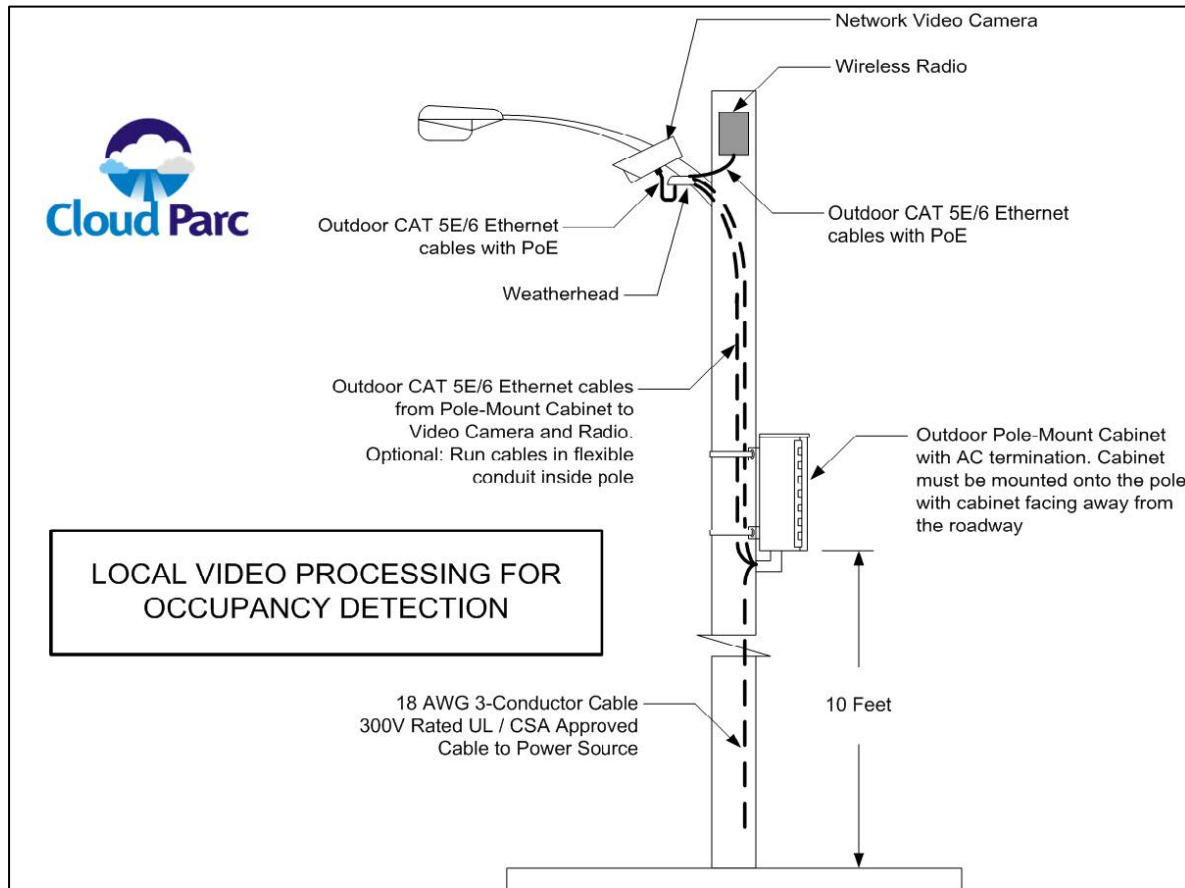 Network Video Camera
Wireless Radio
Cloud Parc
Outdoor CAT 5E/6 Ethernet
cables with PoE
Outdoor CAT 5E/6 Ethernet
cables with PoE
Weatherhead
Outdoor CAT 5E/6 Ethernet cables
from Pole-Mount Cabinet to
Video Camera and Radio.
Optional: Run cables in flexible
conduit inside pole
Outdoor Pole-Mount Cabinet
with AC termination. Cabinet
must be mounted onto the pole
with cabinet facing away from
the roadway
LOCAL VIDEO PROCESSING FOR
OCCUPANCY DETECTION
18 AWG 3-Conductor Cable
300V Rated UL / CSA Approved
Cable to Power Source
10 Feet